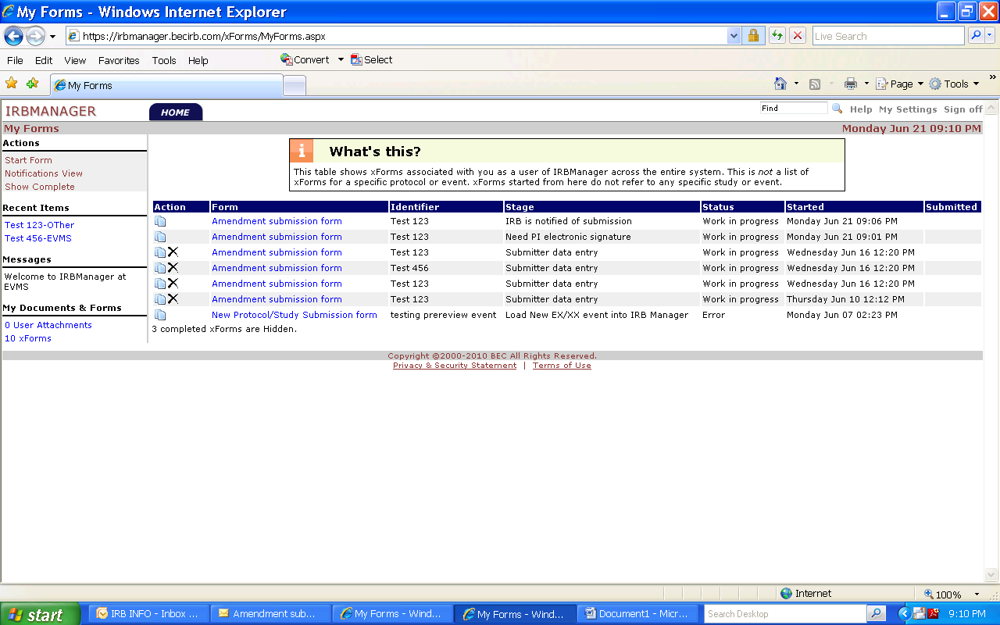 My Forms - Windows Internet Explorer
https://irbmanager.becirb.com/xForms/MyForms.aspx
Live Search
File Edit View Favorites Tools Help Convert Select
My Forms
Page Tools
IRBMANAGER HOME Find Help My Settings Sign off
My Forms Monday Jun 21 09:10 PM
Actions
Start Form
Notifications View
Show Complete
Recent Items
Test 123-OTher
Test 456-EVMS
Messages
Welcome to IRBManager at
EVMS
My Documents & Forms
0 User Attachments
10 xForms
i What's this?
This table shows xForms associated with you as a user of IRBManager across the entire system. This is not a list of
xForms for a specific protocol or event. xForms started from here do not refer to any specific study or event.
Action Form Identifier Stage Status Started Submitted
Amendment submission form Test 123 IRB is notified of submission Work in progress Monday Jun 21 09:06 PM
Amendment submission form Test 123 Need PI electronic signature Work in progress Monday Jun 21 09:01 PM
Amendment submission form Test 123 Submitter data entry Work in progress Wednesday Jun 16 12:20 PM
Amendment submission form Test 456 Submitter data entry Work in progress Wednesday Jun 16 12:20 PM
Amendment submission form Test 123 Submitter data entry Work in progress Wednesday Jun 16 12:20 PM
Amendment submission form Test 123 Submitter data entry Work in progress Thursday Jun 10 12:12 PM
New Protocol/Study Submission form testing prereview event Load New EX/XX event into IRB Manager Error Monday Jun 07 02:23 PM
3 completed xForms are Hidden.
Copyright ©2000-2010 BEC All Rights Reserved.
Privacy & Security Statement | Terms of Use
Internet 100%
start IRB INFO - Inbox ... Amendment sub... My Forms - Wind... My Forms - Wind... Document1 - Micr... Search Desktop 9:10 PM